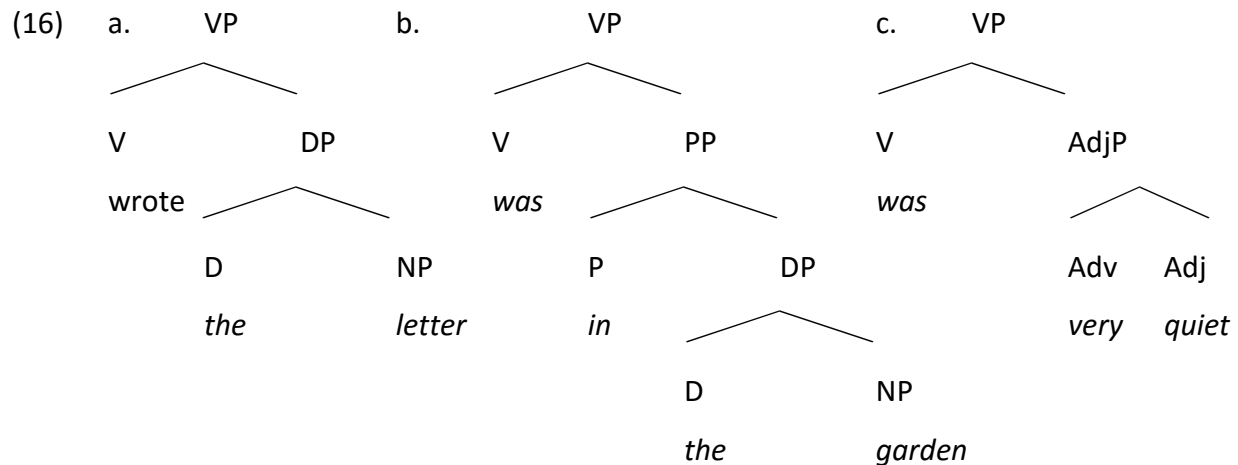 (16) a. VP b. VP c. VP
V DP V PP V AdjP
wrote was was
D NP P DP Adv Adj
the letter in very quiet
D NP
the garden